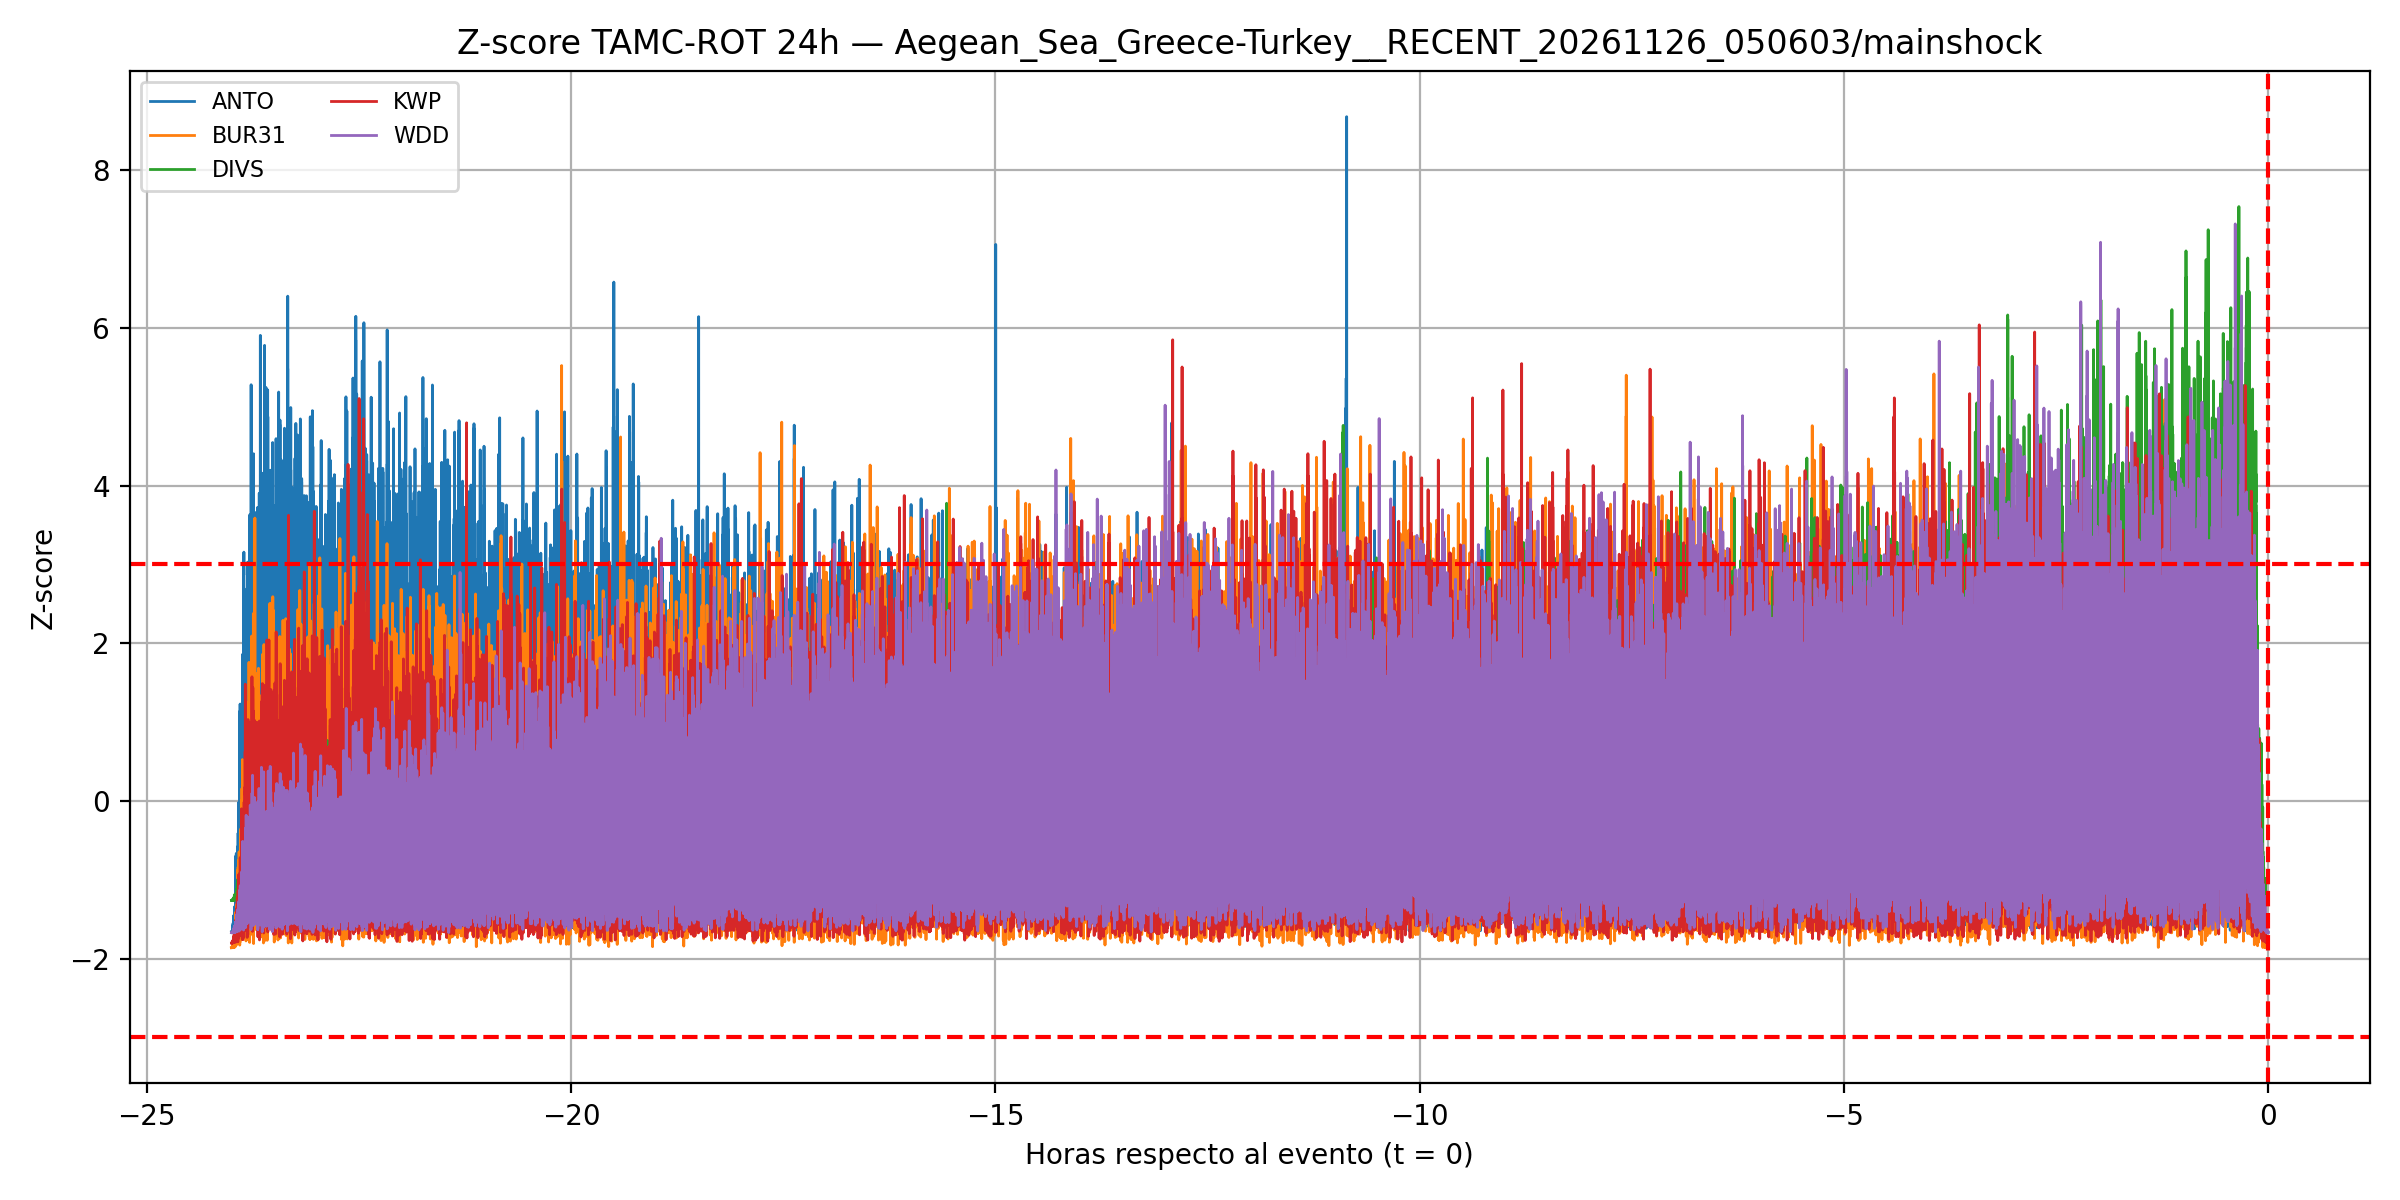 Z-score TAMC-ROT 24h — Aegean_Sea_Greece-Turkey__RECENT_20261126_050603/mainshock
ANTO
BUR31
DIVS
KWP
WDD
8
6
4
2
0
−2
Z-score
−25
−20
−15
−10
−5
0
Horas respecto al evento (t = 0)